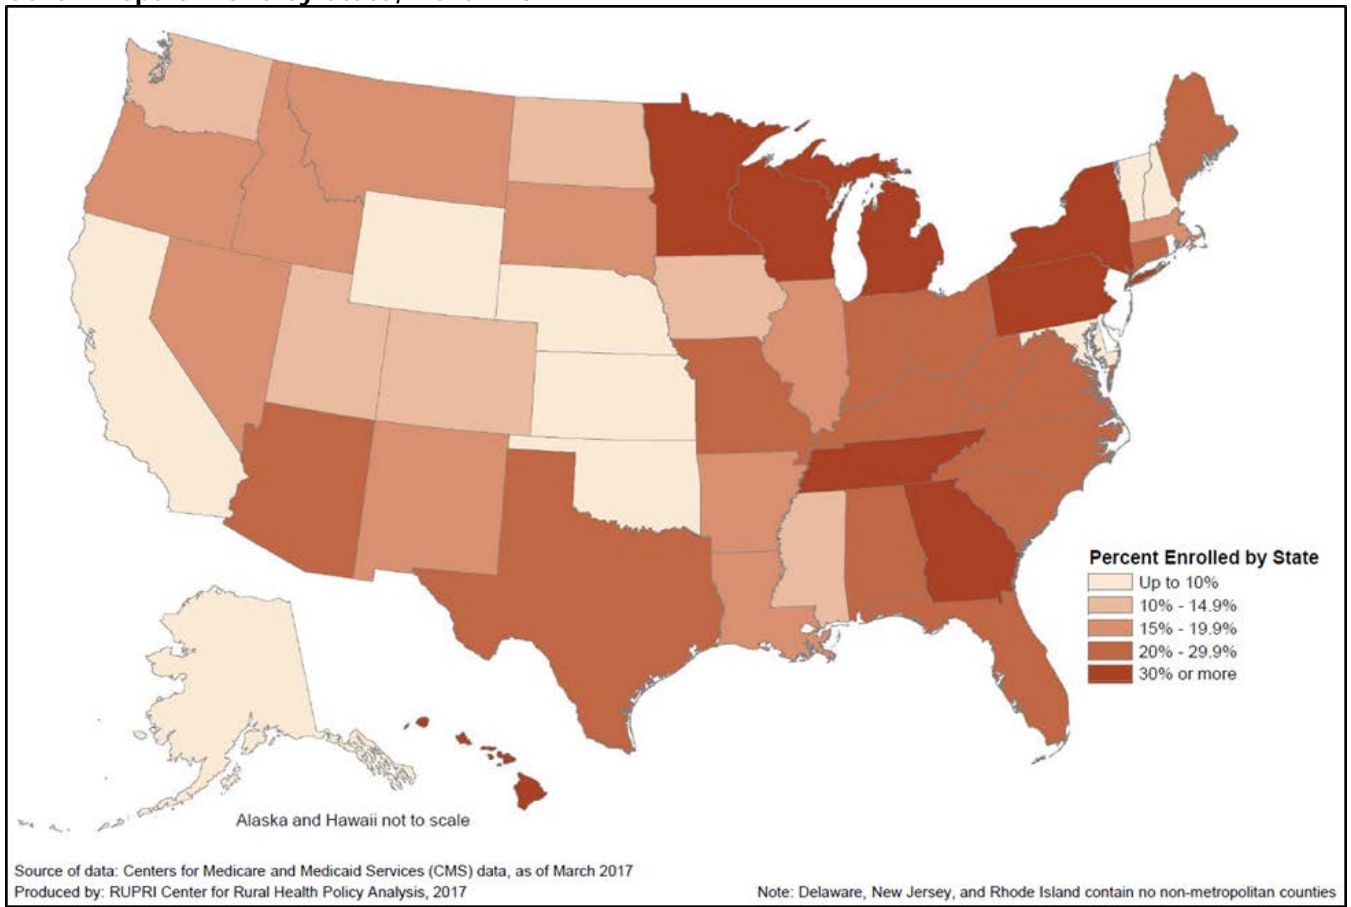 Percent Enrolled by State
Up to 10%
10% - 14.9%
15% - 19.9%
20% - 29.9%
30% or more
Alaska and Hawaii not to scale
Source of data: Centers for Medicare and Medicaid Services (CMS) data, as of March 2017
Produced by: RUPRI Center for Rural Health Policy Analysis, 2017
Note: Delaware, New Jersey, and Rhode Island contain no non-metropolitan counties